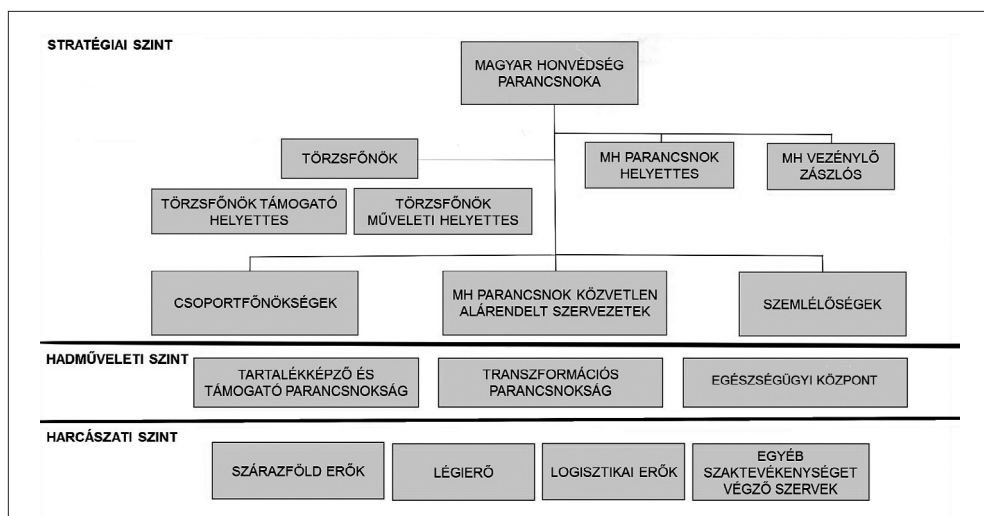 STRATÉGIAI SZINT
MAGYAR HONVÉDSÉG
PARANCSNOKA
TÖRZSFŐNÖK
MH PARANCSNOK
HELYETTES
MH VEZÉNYLŐ
ZÁSZLÓS
TÖRZSFŐNÖK TÁMOGATÓ
HELYETTES
TÖRZSFŐNÖK
MŰVELETI HELYETTES
CSOPORTFŐNÖKSÉGEK
MH PARANCSNOK KÖZVETLEN
ALÁRENDELT SZERVEZETEK
SZEMLÉLŐSÉGEK
HADMŰVELETI SZINT
TARTALÉKKÉPZŐ ÉS
TÁMOGATÓ PARANCSNOKSÁG
TRANSZFORMÁCIÓS
PARANCSNOKSÁG
EGÉSZSÉGÜGYI KÖZPONT
HARCÁSZATI SZINT
SZÁRAZFÖLD ERŐK
LÉGIERŐ
LOGISZTIKAI ERŐK
EGYÉB
SZAKTEVÉKENYSÉGET
VÉGZŐ SZERVEK